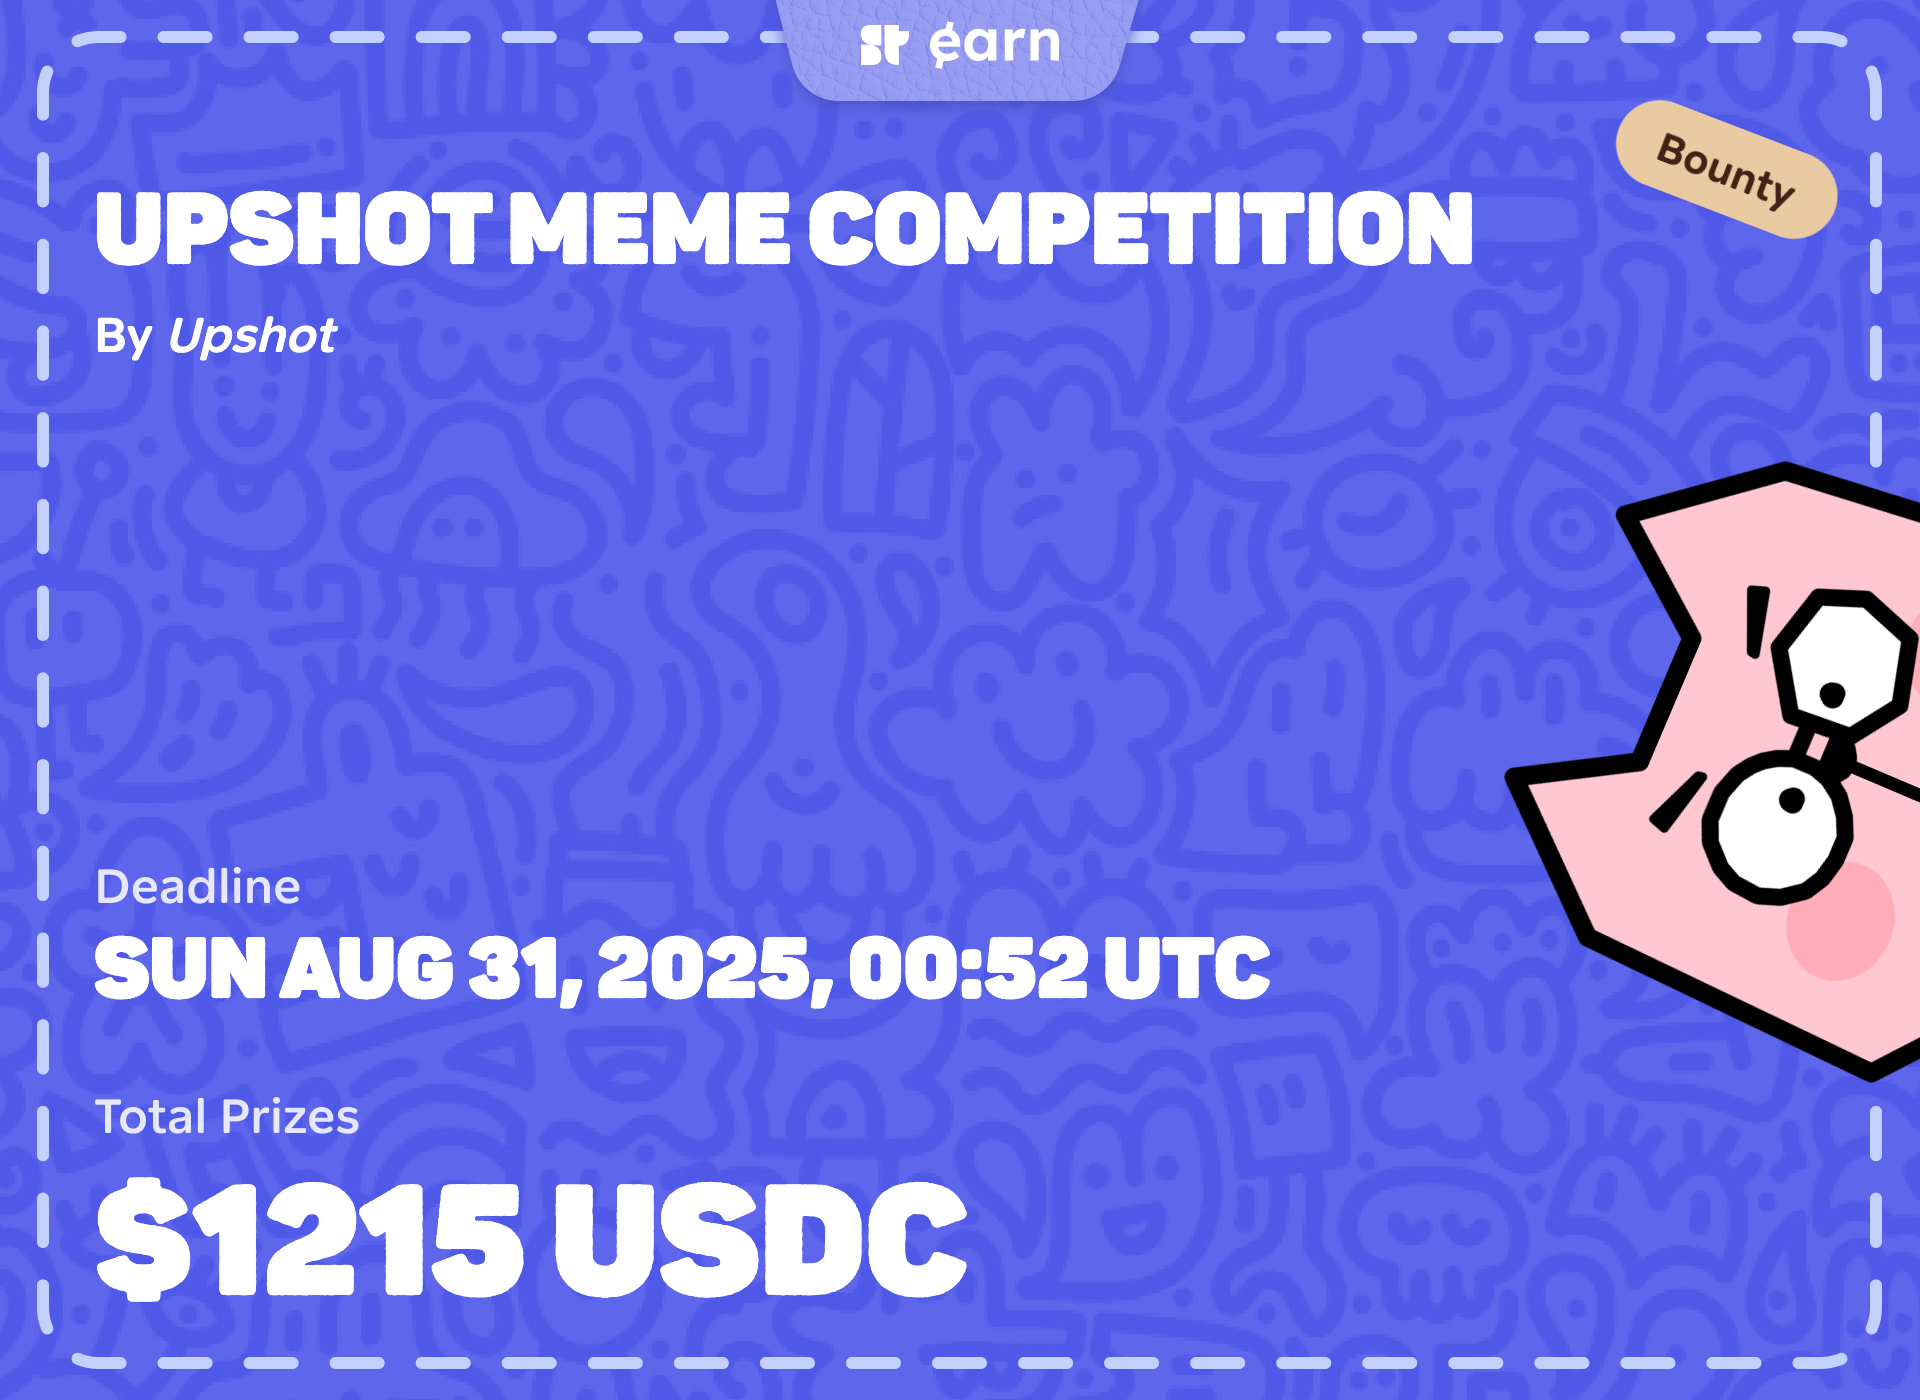 earn
Bounty
UPSHOT MEME COMPETITION
By Upshot
Deadline
SUN AUG 31, 2025, 00:52 UTC
Total Prizes
$1215 USDC